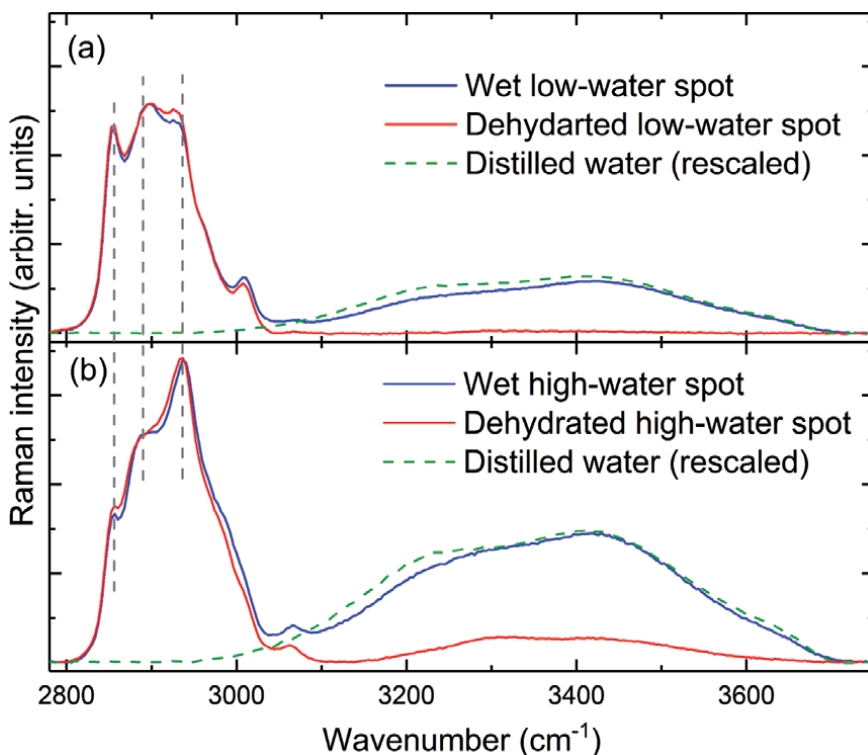 (a)
Wet low-water spot
Dehydarted low-water spot
Distilled water (rescaled)
(b)
Wet high-water spot
Dehydrated high-water spot
Distilled water (rescaled)
Raman intensity (arbitr. units)
2800 3000 3200 3400 3600
Wavenumber (cm⁻¹)